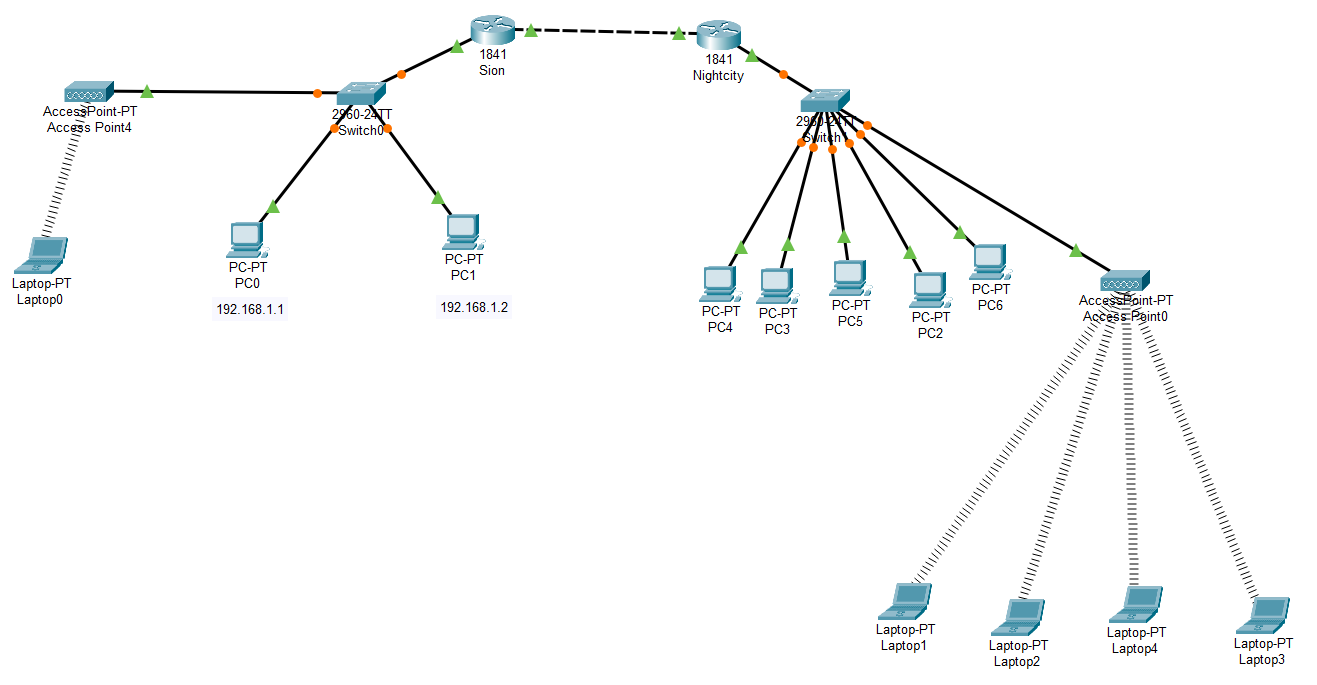 1841
Sion
1841
Nightcity
AccessPoint-PT
Access Point4
2960-24TT
Switch0
2960-24TT
Switch1
Laptop-PT
Laptop0
PC-PT
PC0
192.168.1.1
PC-PT
PC1
192.168.1.2
PC-PT
PC4
PC-PT
PC3
PC-PT
PC5
PC-PT
PC2
PC-PT
PC6
AccessPoint-PT
Access Point0
Laptop-PT
Laptop1
Laptop-PT
Laptop2
Laptop-PT
Laptop4
Laptop-PT
Laptop3